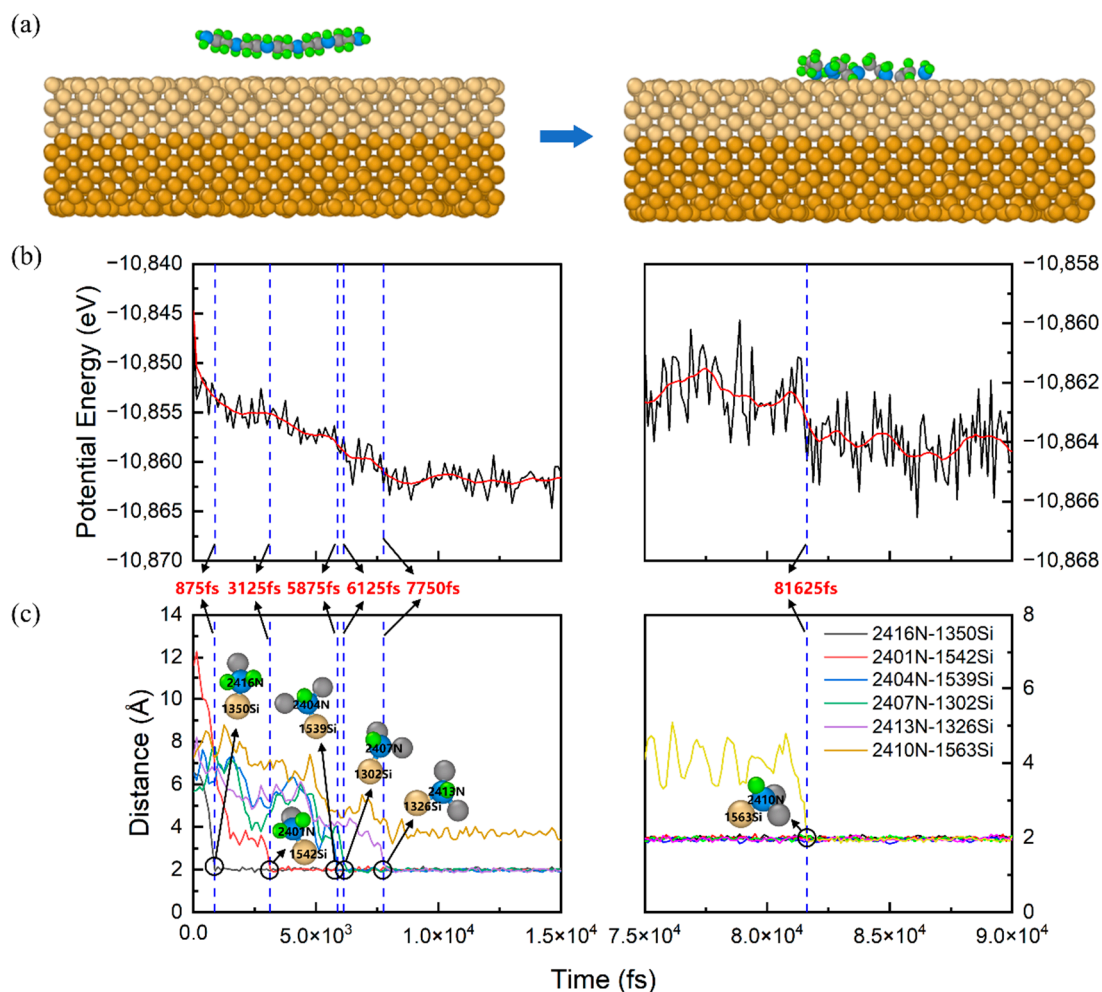 (a)
(b)
−10,840
−10,845
−10,850
−10,855
−10,860
−10,865
−10,870
Potential Energy (eV)
−10,858
−10,860
−10,862
−10,864
−10,866
−10,868
875fs
3125fs
5875fs
6125fs
7750fs
81625fs
(c)
14
12
10
8
6
4
2
0
Distance (Å)
2416N
1350Si
2401N
1542Si
2404N
1539Si
2407N
1302Si
2413N
1326Si
0.0
5.0×10³
1.0×10⁴
1.5×10⁴
2416N-1350Si
2401N-1542Si
2404N-1539Si
2407N-1302Si
2413N-1326Si
2410N-1563Si
2410N
1563Si
8
6
4
2
0
7.5×10⁴
8.0×10⁴
8.5×10⁴
9.0×10⁴
Time (fs)